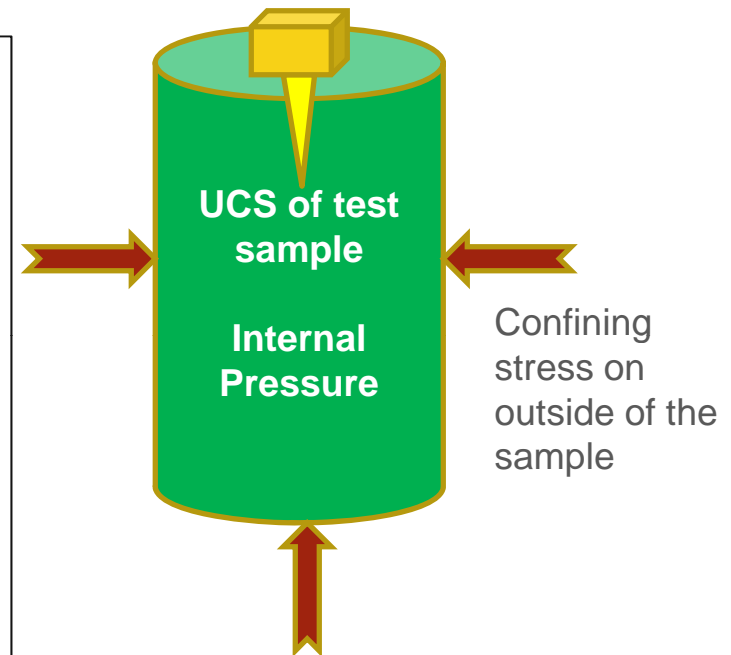 UCS of test
sample
Internal
Pressure
Confining
stress on
outside of the
sample